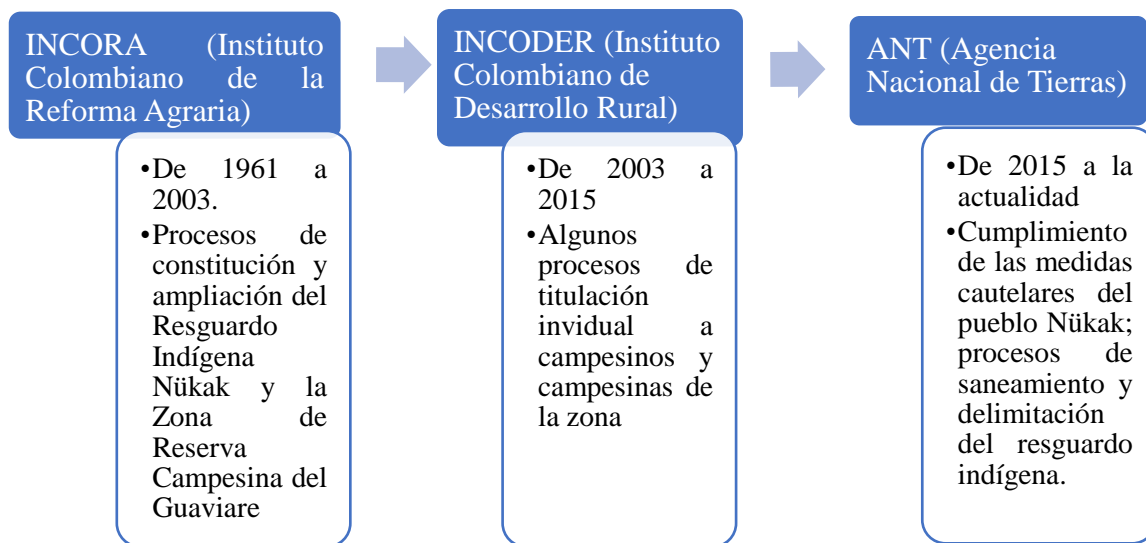 INCORA (Instituto
Colombiano de la
Reforma Agraria)
•De 1961 a
2003.
•Procesos de
constitución y
ampliación del
Resguardo
Indígena
Nükak y la
Zona de
Reserva
Campesina del
Guaviare
INCODER (Instituto
Colombiano de
Desarrollo Rural)
•De 2003 a
2015
•Algunos
procesos de
titulación
invidual a
campesinos y
campesinas de
la zona
ANT (Agencia
Nacional de Tierras)
•De 2015 a la
actualidad
•Cumplimiento
de las medidas
cautelares del
pueblo Nükak;
procesos de
saneamiento y
delimitación
del resguardo
indígena.